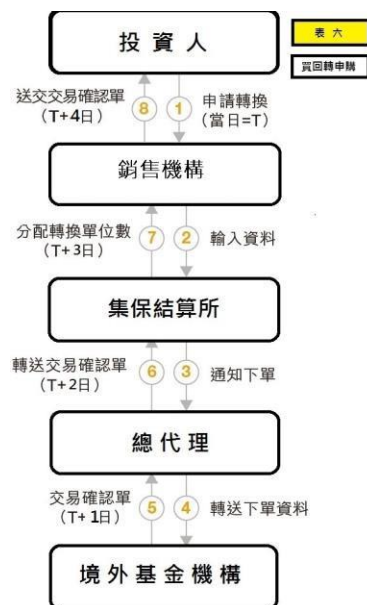 投資人
表六
買回轉申購
送交交易確認單
(T+4日)
8
1
申請轉換
(當日=T)
銷售機構
分配轉換單位數
(T+3日)
7
2
輸入資料
集保結算所
轉送交易確認單
(T+2日)
6
3
通知下單
總代理
交易確認單
(T+1日)
5
4
轉送下單資料
境外基金機構